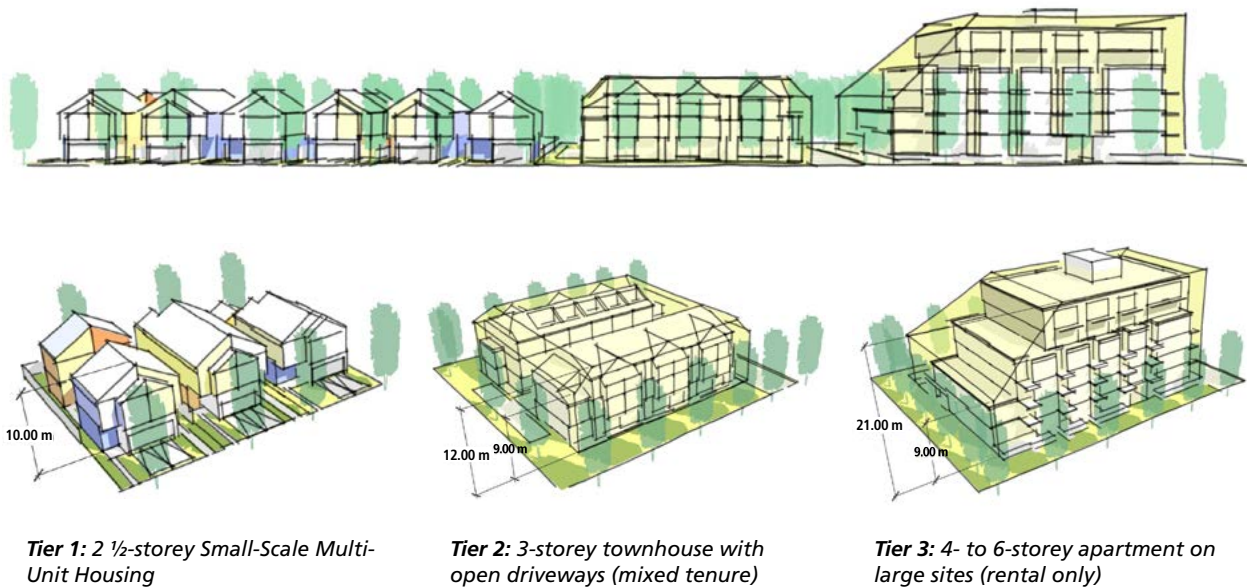 10.00 m
12.00 m
9.00 m
21.00 m
9.00 m
Tier 1: 2 ½-storey Small-Scale Multi-
Unit Housing
Tier 2: 3-storey townhouse with
open driveways (mixed tenure)
Tier 3: 4- to 6-storey apartment on
large sites (rental only)